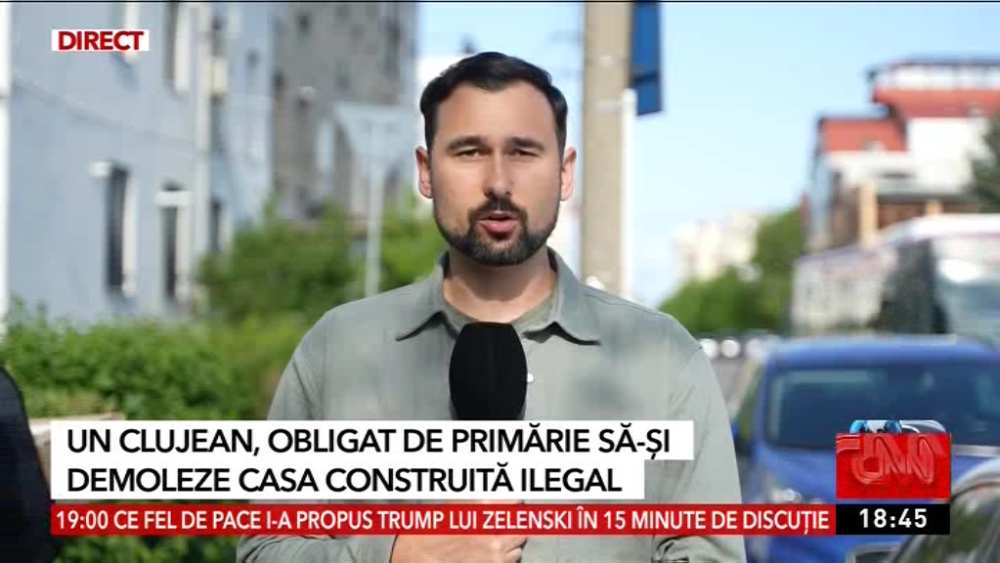 DIRECT
UN CLUJEAN, OBLIGAT DE PRIMĂRIE SĂ-ȘI
DEMOLEZE CASA CONSTRUITĂ ILEGAL
CNN
19:00 CE FEL DE PACE I-A PROPUS TRUMP LUI ZELENSKI ÎN 15 MINUTE DE DISCUȚIE
18:45